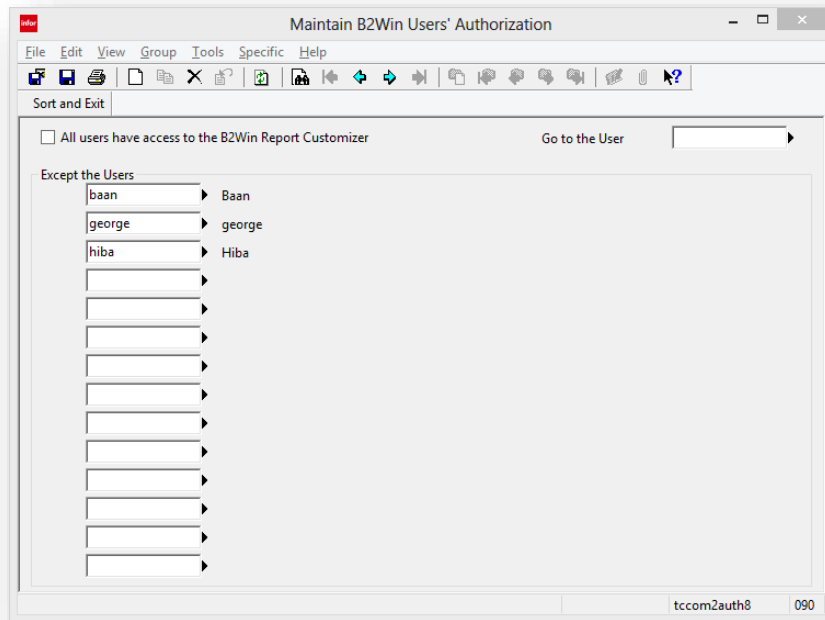 infor
Maintain B2Win Users' Authorization
File Edit View Group Tools Specific Help
Sort and Exit
All users have access to the B2Win Report Customizer
Go to the User
Except the Users
baan Baan
george george
hiba Hiba
tccom2auth8 090